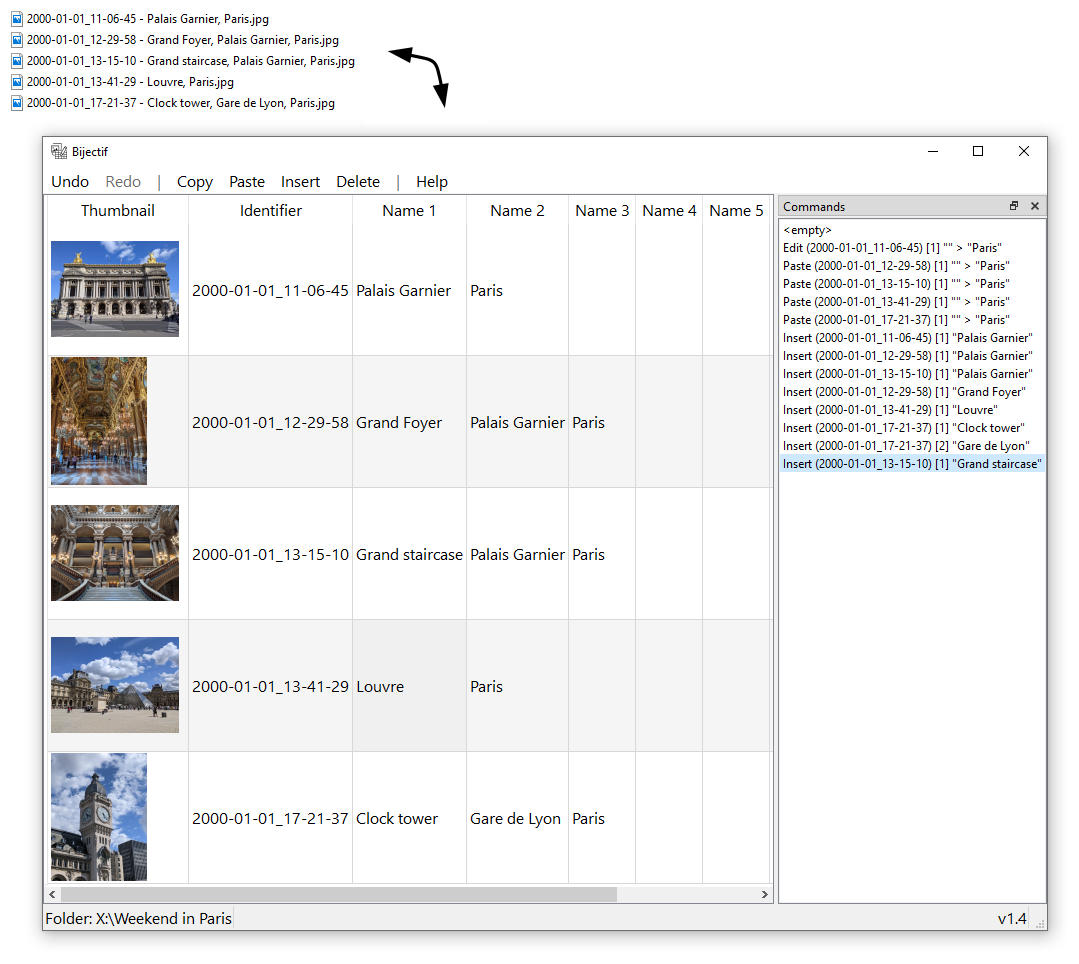 2000-01-01_11-06-45 - Palais Garnier, Paris.jpg
2000-01-01_12-29-58 - Grand Foyer, Palais Garnier, Paris.jpg
2000-01-01_13-15-10 - Grand staircase, Palais Garnier, Paris.jpg
2000-01-01_13-41-29 - Louvre, Paris.jpg
2000-01-01_17-21-37 - Clock tower, Gare de Lyon, Paris.jpg
Bijectif
Undo Redo | Copy Paste Insert Delete | Help
Thumbnail Identifier Name 1 Name 2 Name 3 Name 4 Name 5
2000-01-01_11-06-45 Palais Garnier Paris
2000-01-01_12-29-58 Grand Foyer Palais Garnier Paris
2000-01-01_13-15-10 Grand staircase Palais Garnier Paris
2000-01-01_13-41-29 Louvre Paris
2000-01-01_17-21-37 Clock tower Gare de Lyon Paris
Commands
<empty>
Edit (2000-01-01_11-06-45) [1] "" > "Paris"
Paste (2000-01-01_12-29-58) [1] "" > "Paris"
Paste (2000-01-01_13-15-10) [1] "" > "Paris"
Paste (2000-01-01_13-41-29) [1] "" > "Paris"
Paste (2000-01-01_17-21-37) [1] "" > "Paris"
Insert (2000-01-01_11-06-45) [1] "Palais Garnier"
Insert (2000-01-01_12-29-58) [1] "Palais Garnier"
Insert (2000-01-01_13-15-10) [1] "Palais Garnier"
Insert (2000-01-01_12-29-58) [1] "Grand Foyer"
Insert (2000-01-01_13-41-29) [1] "Louvre"
Insert (2000-01-01_17-21-37) [1] "Clock tower"
Insert (2000-01-01_17-21-37) [2] "Gare de Lyon"
Insert (2000-01-01_13-15-10) [1] "Grand staircase"
Folder: X:\Weekend in Paris
v1.4